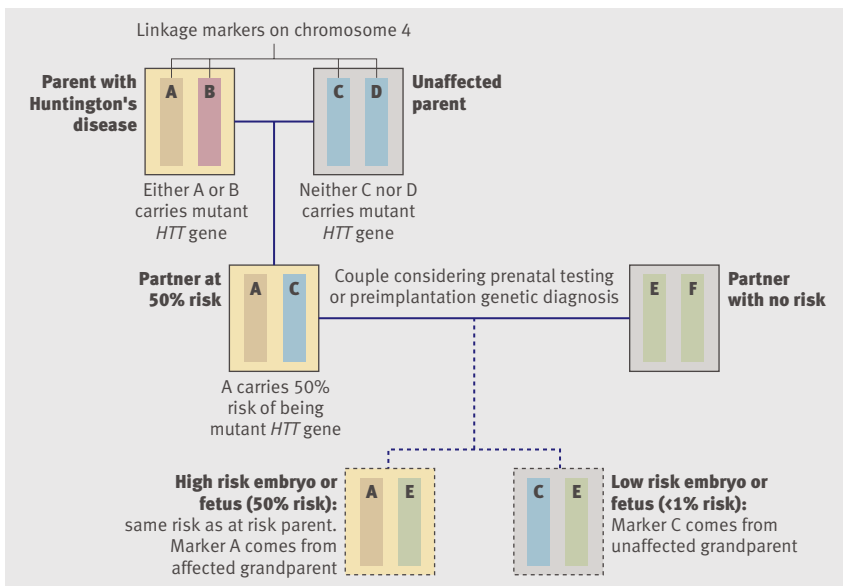 Linkage markers on chromosome 4
Parent with
Huntington's
disease
A
B
C
D
Unaffected
parent
Either A or B
carries mutant
HTT gene
Neither C nor D
carries mutant
HTT gene
Partner at
50% risk
A
C
Couple considering prenatal testing
or preimplantation genetic diagnosis
E
F
Partner
with no risk
A carries 50%
risk of being
mutant HTT gene
High risk embryo or
fetus (50% risk):
same risk as at risk parent.
Marker A comes from
affected grandparent
A
E
C
E
Low risk embryo or
fetus (<1% risk):
Marker C comes from
unaffected grandparent